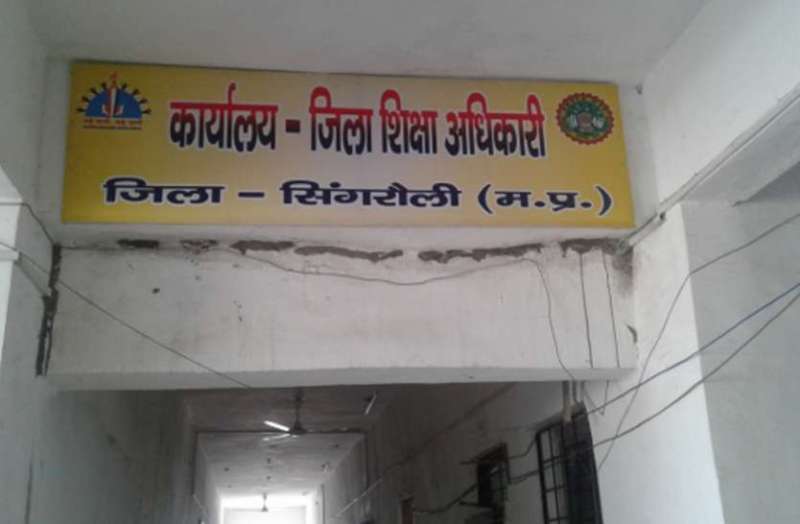 कार्यालय - जिला शिक्षा अधिकारी
जिला - सिंगरौली (म.प्र.)